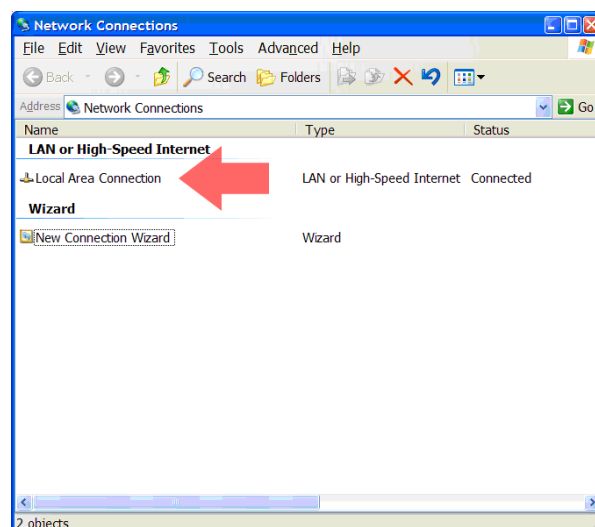 Network Connections
File Edit View Favorites Tools Advanced Help
Back Search Folders
Address Network Connections Go
Name Type Status
LAN or High-Speed Internet
Local Area Connection LAN or High-Speed Internet Connected
Wizard
New Connection Wizard Wizard
2 objects